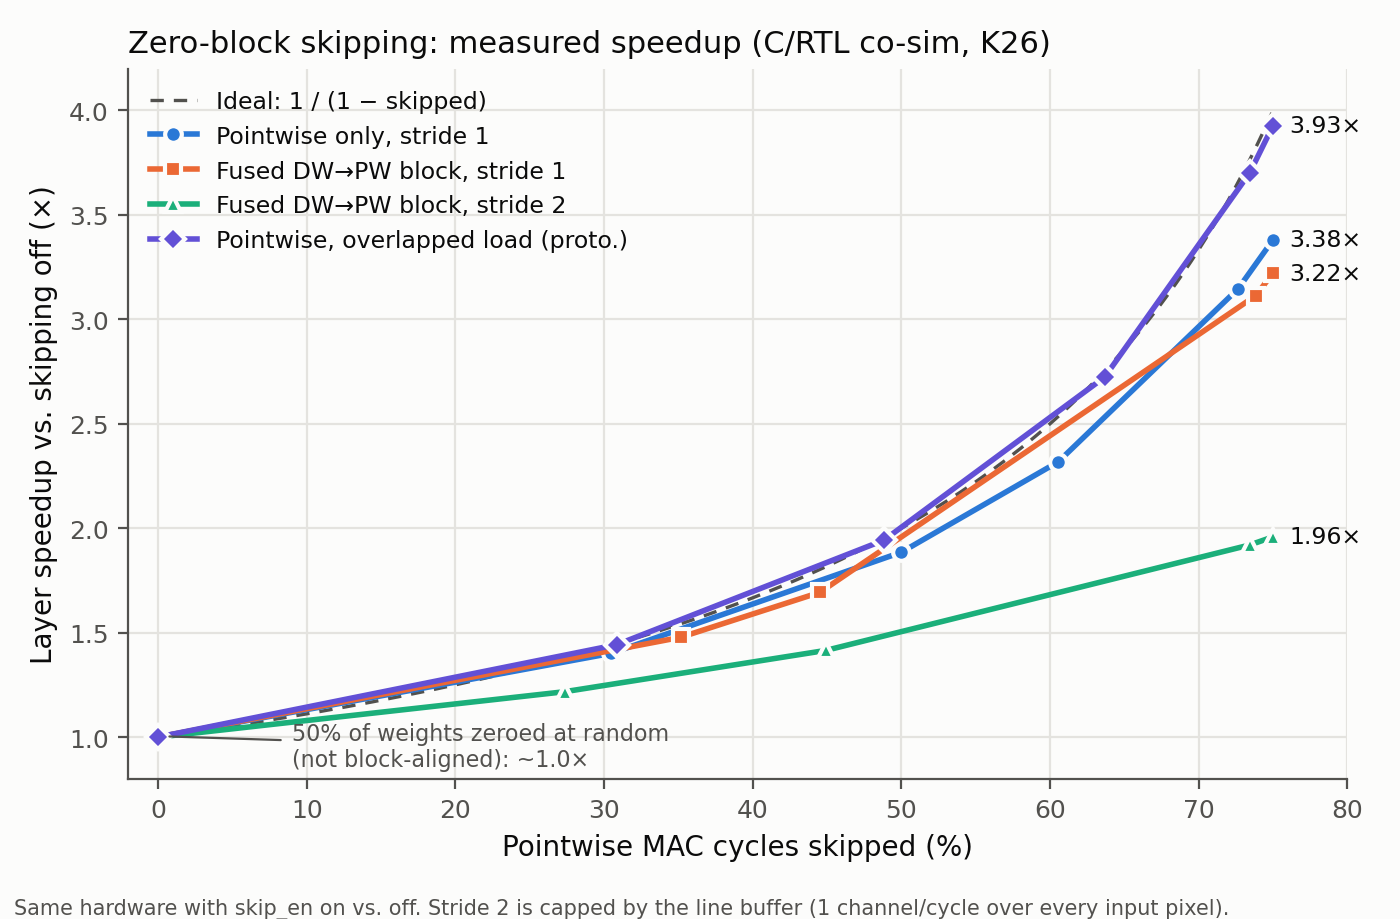 Zero-block skipping: measured speedup (C/RTL co-sim, K26)
Ideal: 1 / (1 − skipped)
Pointwise only, stride 1
Fused DW→PW block, stride 1
Fused DW→PW block, stride 2
Pointwise, overlapped load (proto.)
Layer speedup vs. skipping off (×)
4.0
3.5
3.0
2.5
2.0
1.5
1.0
3.93×
3.38×
3.22×
1.96×
50% of weights zeroed at random
(not block-aligned): ~1.0×
0 10 20 30 40 50 60 70 80
Pointwise MAC cycles skipped (%)
Same hardware with skip_en on vs. off. Stride 2 is capped by the line buffer (1 channel/cycle over every input pixel).